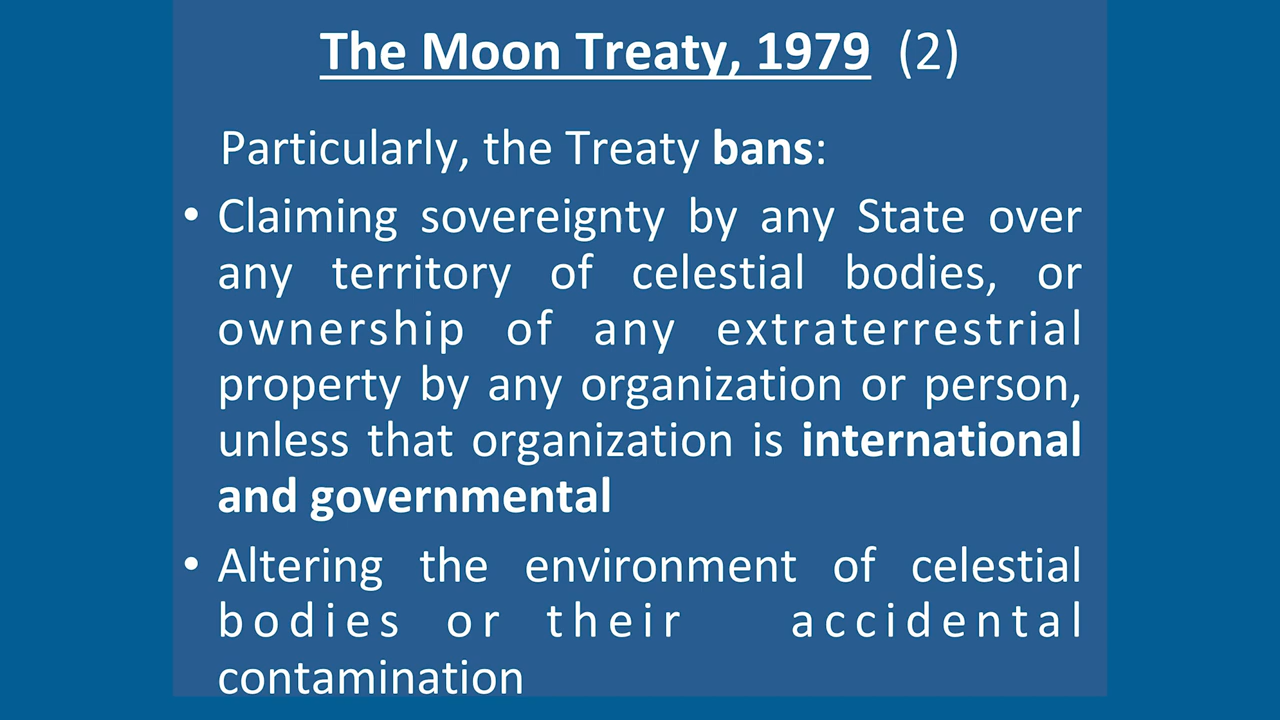 The Moon Treaty, 1979 (2)
Particularly, the Treaty bans:
• Claiming sovereignty by any State over
any territory of celestial bodies, or
ownership of any extraterrestrial
property by any organization or person,
unless that organization is international
and governmental
• Altering the environment of celestial
bodies or their accidental
contamination